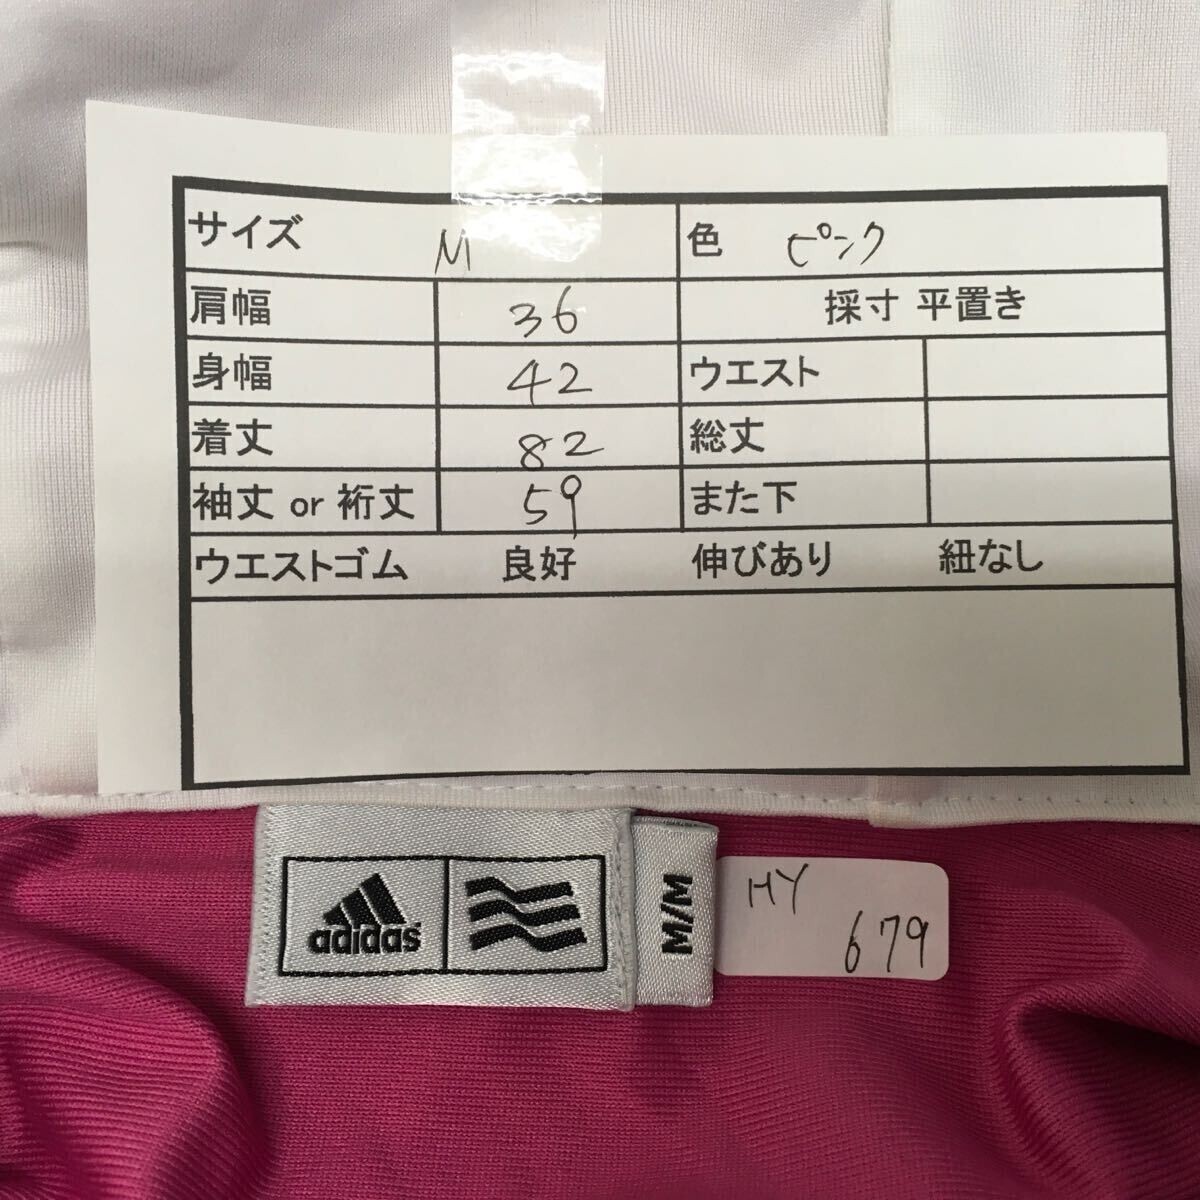 サイズ M 色 ピンク
肩幅 36 採寸 平置き
身幅 42 ウエスト
着丈 82 総丈
袖丈 or 裄丈 59 また下
ウエストゴム 良好 伸びあり 紐なし
adidas
M/M
HY
679